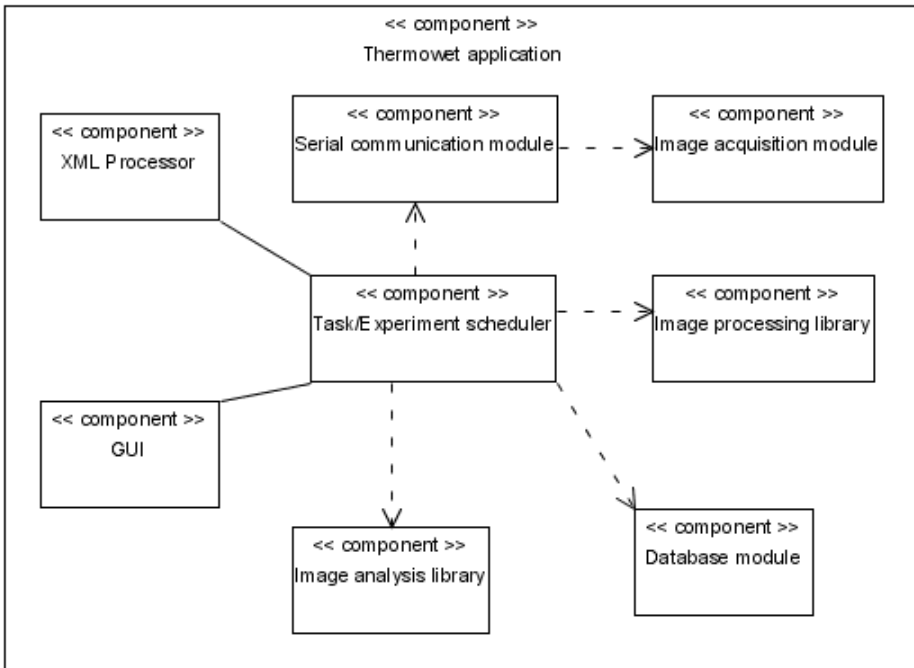 << component >>
Thermowet application
<< component >>
XML Processor
<< component >>
Serial communication module
<< component >>
Image acquisition module
<< component >>
Task/Experiment scheduler
<< component >>
Image processing library
<< component >>
GUI
<< component >>
Image analysis library
<< component >>
Database module